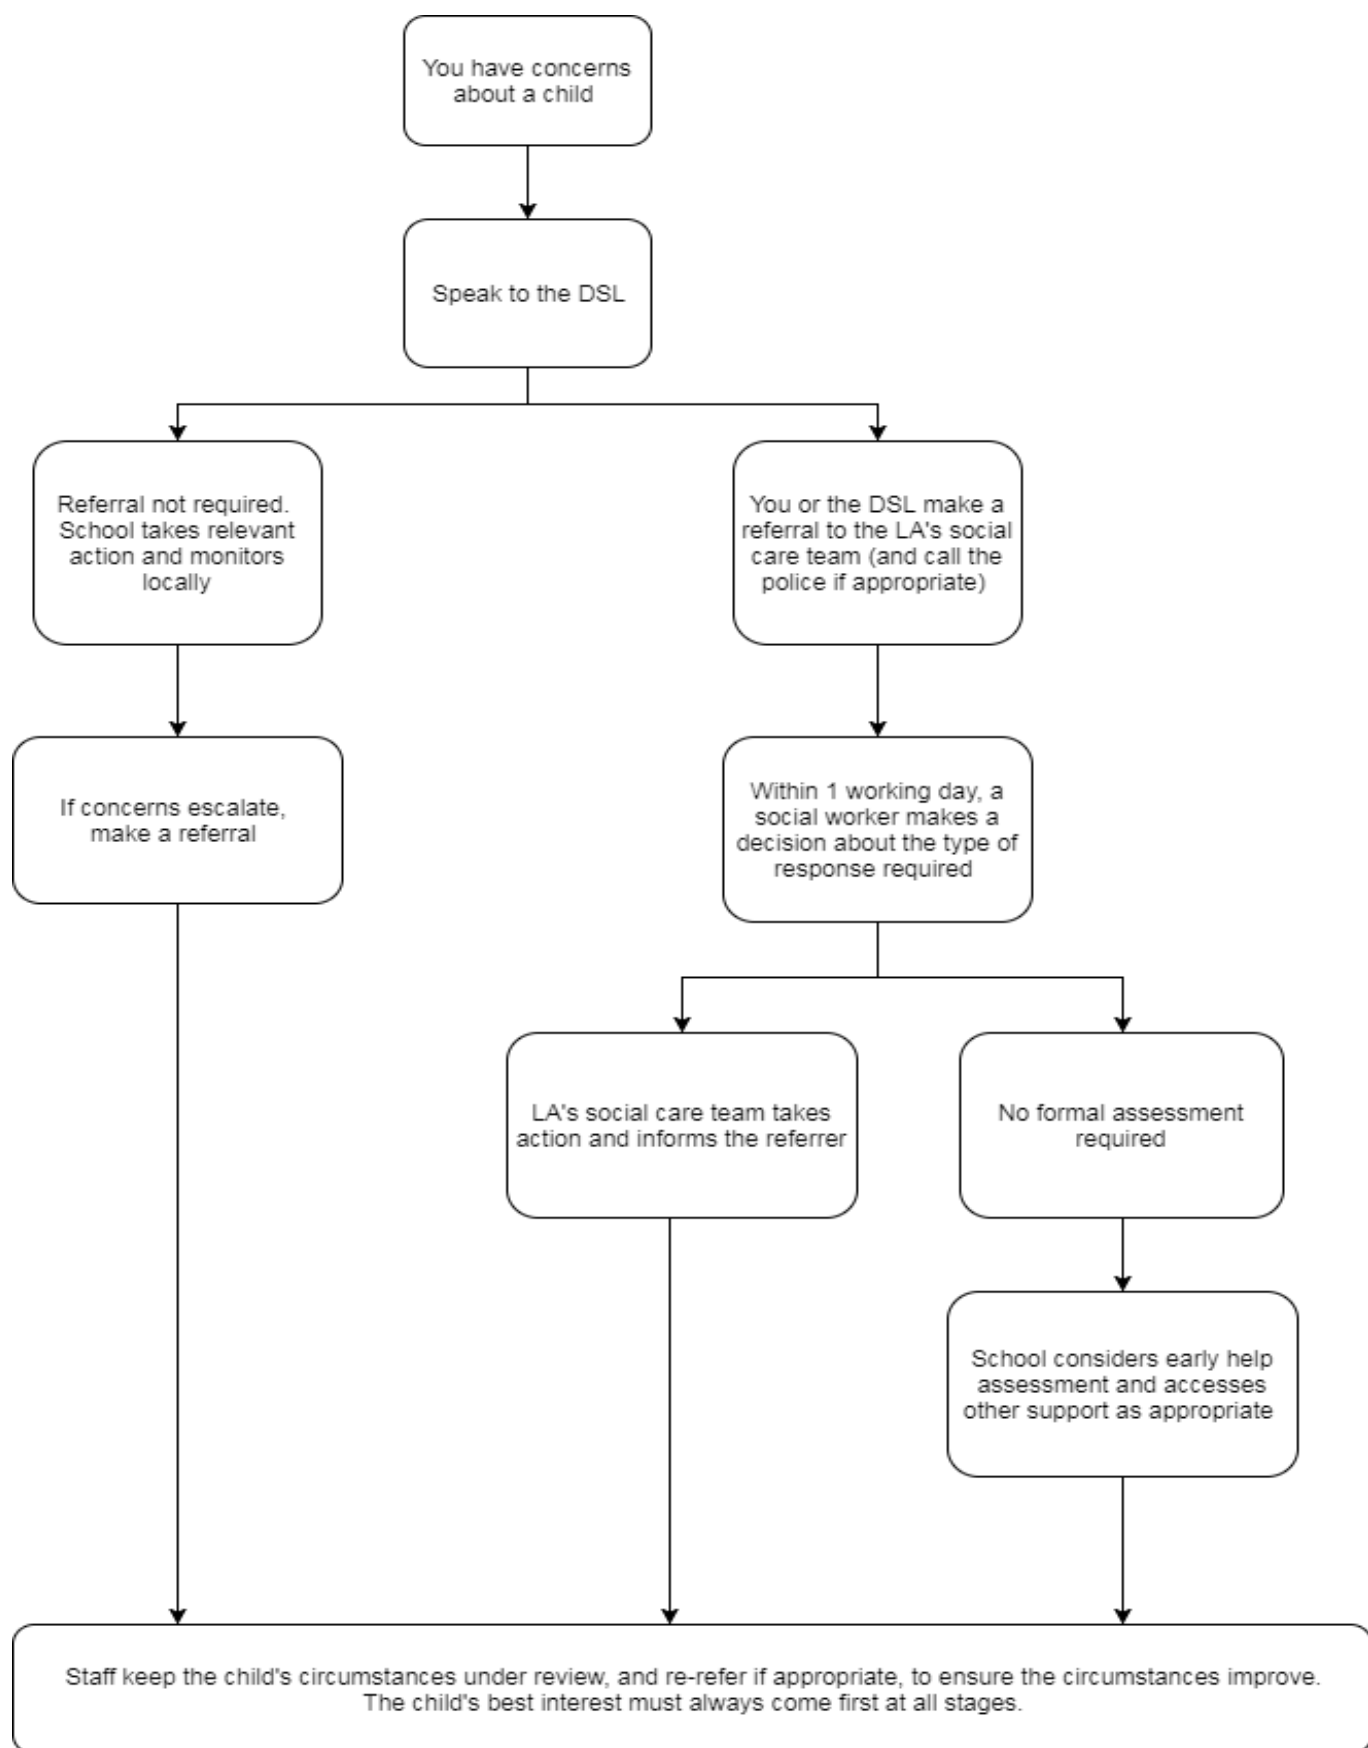 You have concerns
about a child
Speak to the DSL
Referral not required.
School takes relevant
action and monitors
locally
You or the DSL make a
referral to the LA's social
care team (and call the
police if appropriate)
If concerns escalate,
make a referral
Within 1 working day, a
social worker makes a
decision about the type of
response required
LA's social care team takes
action and informs the referrer
No formal assessment
required
School considers early help
assessment and accesses
other support as appropriate
Staff keep the child's circumstances under review, and re-refer if appropriate, to ensure the circumstances improve.
The child's best interest must always come first at all stages.